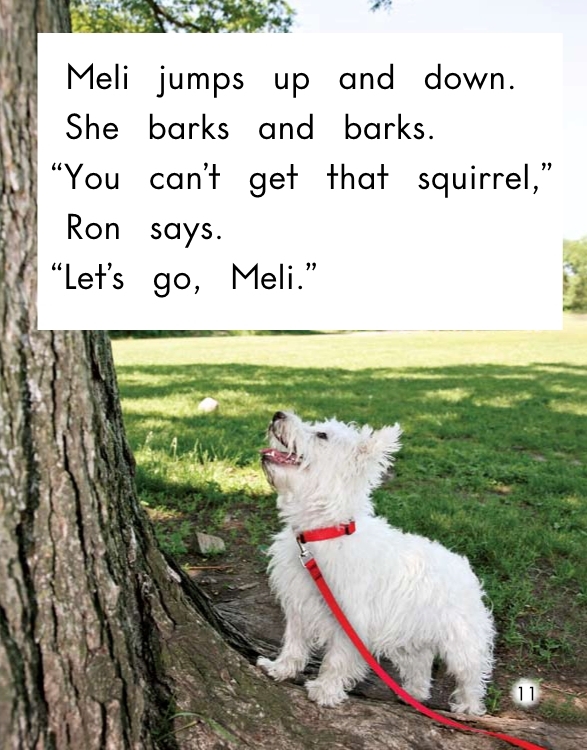 Meli jumps up and down.
She barks and barks.
“You can’t get that squirrel,”
Ron says.
“Let’s go, Meli.”
11